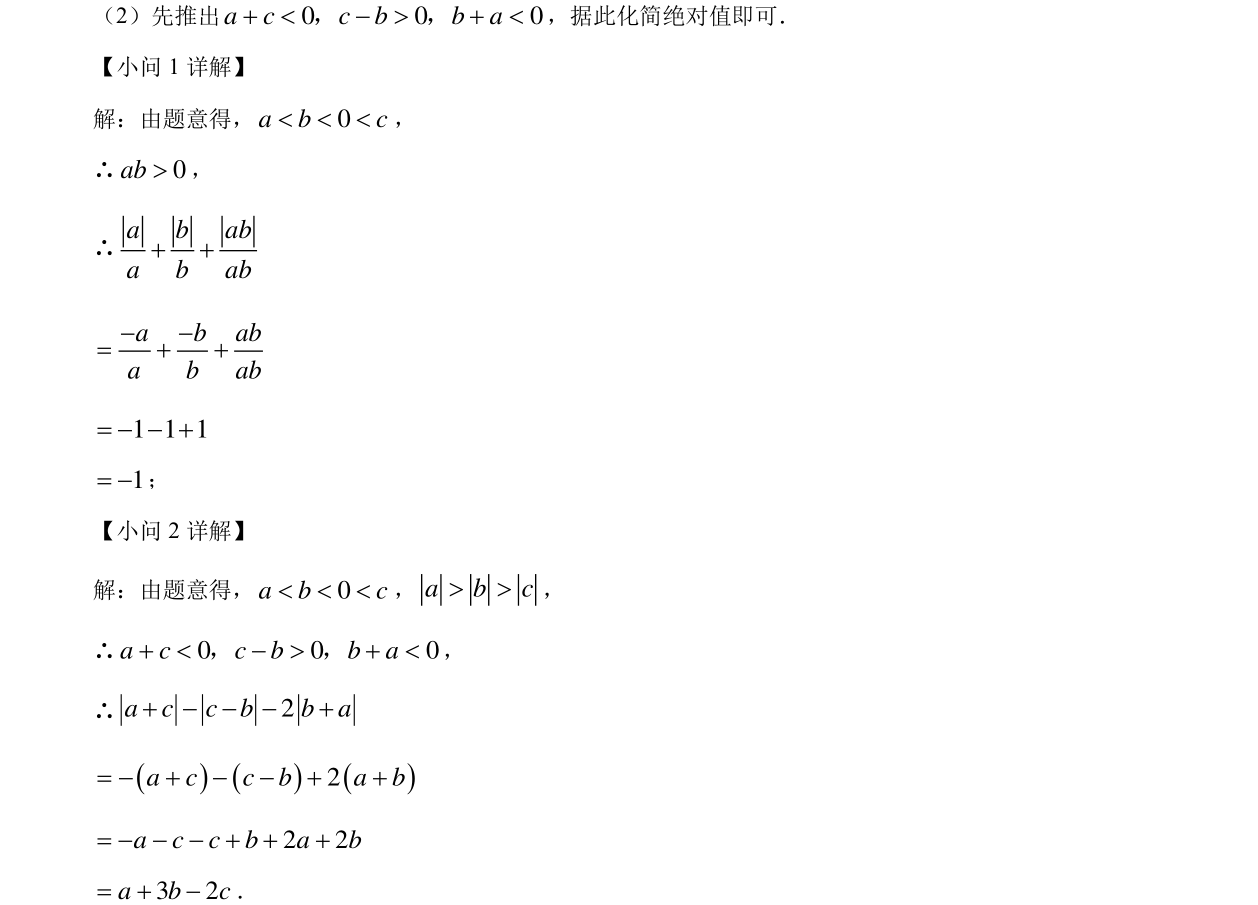 （2）先推出a+c<0，c−b>0，b+a<0，据此化简绝对值即可．
【小问 1 详解】
解：由题意得，a<b<0<c，
∴ab>0，
∴|a|/a+|b|/b+|ab|/ab
=−a/a+−b/b+ab/ab
=−1−1+1
=−1；
【小问 2 详解】
解：由题意得，a<b<0<c，|a|>|b|>|c|，
∴a+c<0，c−b>0，b+a<0，
∴|a+c|−|c−b|−2|b+a|
=−(a+c)−(c−b)+2(a+b)
=−a−c−c+b+2a+2b
=a+3b−2c．